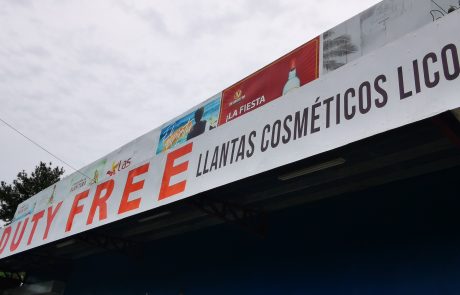 ¡LA FIESTA
DUTY FREE LLANTAS COSMÉTICOS LICO